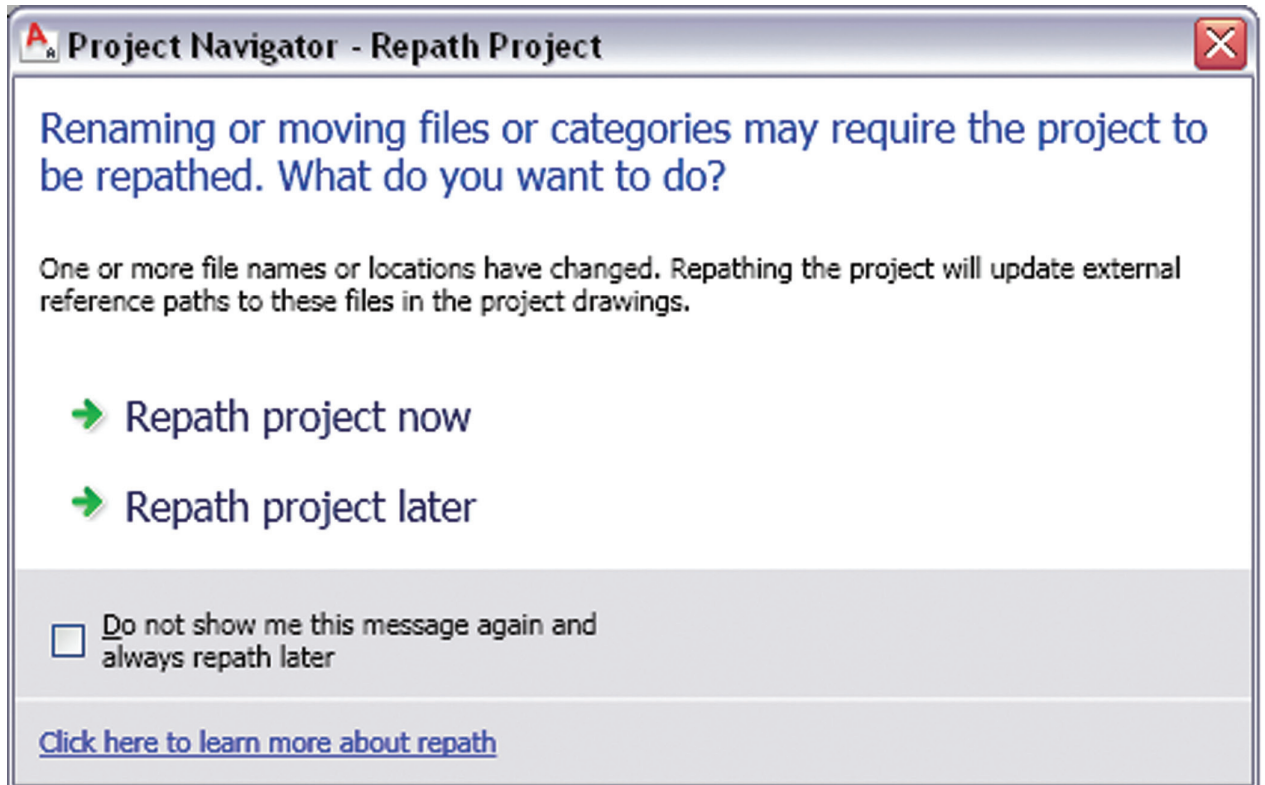 Project Navigator - Repath Project
Renaming or moving files or categories may require the project to
be repathed. What do you want to do?
One or more file names or locations have changed. Repathing the project will update external
reference paths to these files in the project drawings.
Repath project now
Repath project later
Do not show me this message again and
always repath later
Click here to learn more about repath